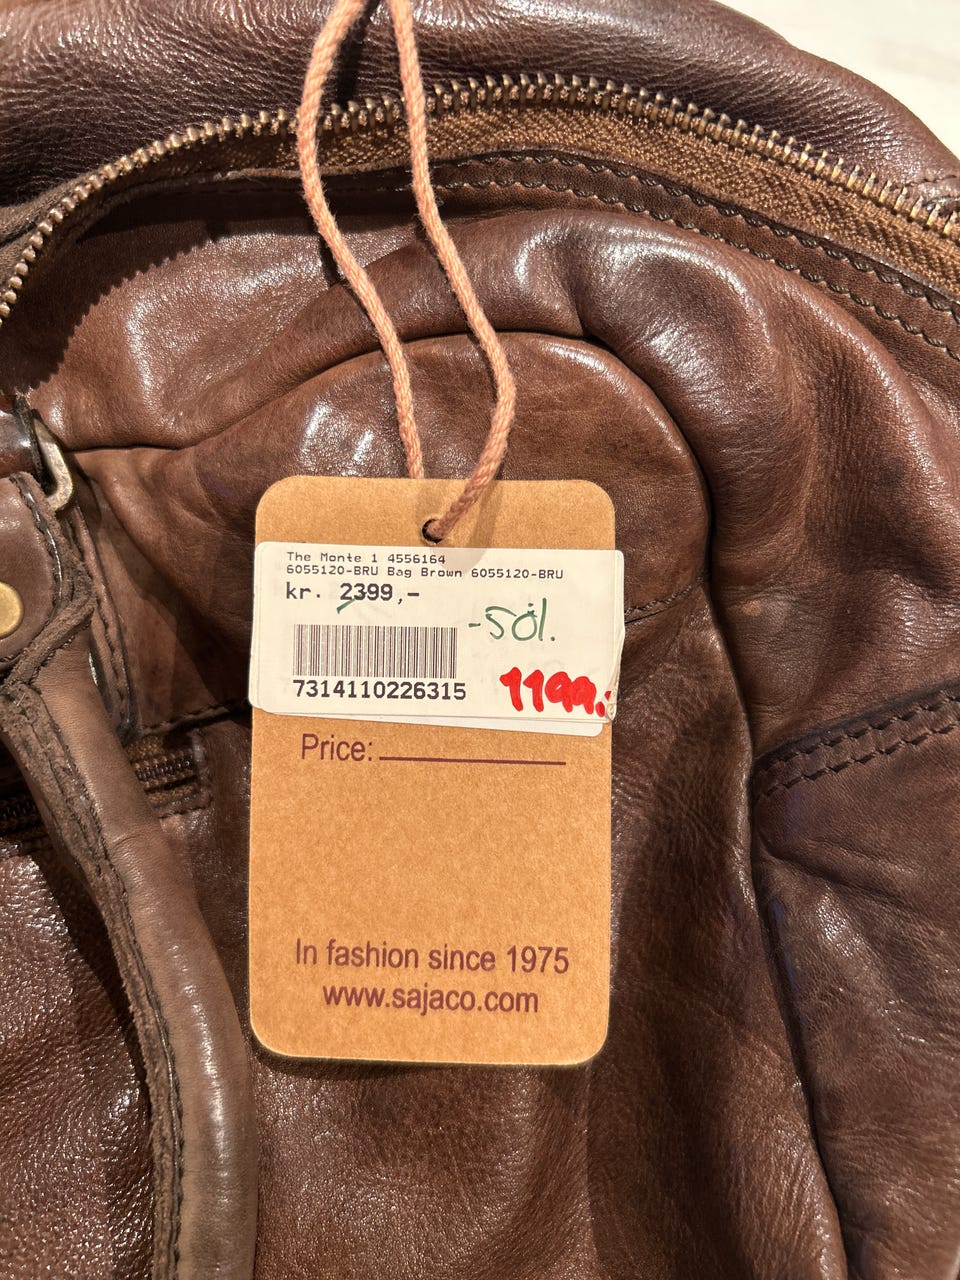 The Monte 1 4556164
6055120-BRU Bag Brown 6055120-BRU
kr. 2399,-
7314110226315
1199.:
Price:
In fashion since 1975
www.sajaco.com